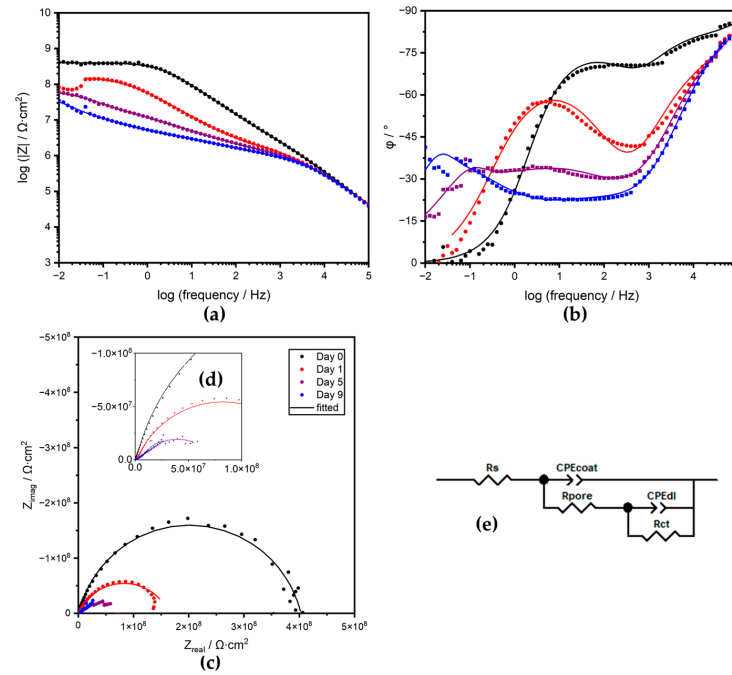 9
8
7
6
5
4
3
log (|Z| / Ω·cm²)
−2
−1
0
1
2
3
4
5
log (frequency / Hz)
(a)
−90
−75
−60
−45
−30
−15
0
φ / °
−2
−1
0
1
2
3
4
5
log (frequency / Hz)
(b)
−5×10⁸
−4×10⁸
−3×10⁸
−2×10⁸
−1×10⁸
0
Zimag / Ω·cm²
0
1×10⁸
2×10⁸
3×10⁸
4×10⁸
5×10⁸
Zreal / Ω·cm²
(c)
−1.0×10⁸
−5.0×10⁷
0.0
0.0
5.0×10⁷
1.0×10⁸
(d)
Day 0
Day 1
Day 5
Day 9
fitted
Rs
CPEcoat
Rpore
CPEdl
Rct
(e)